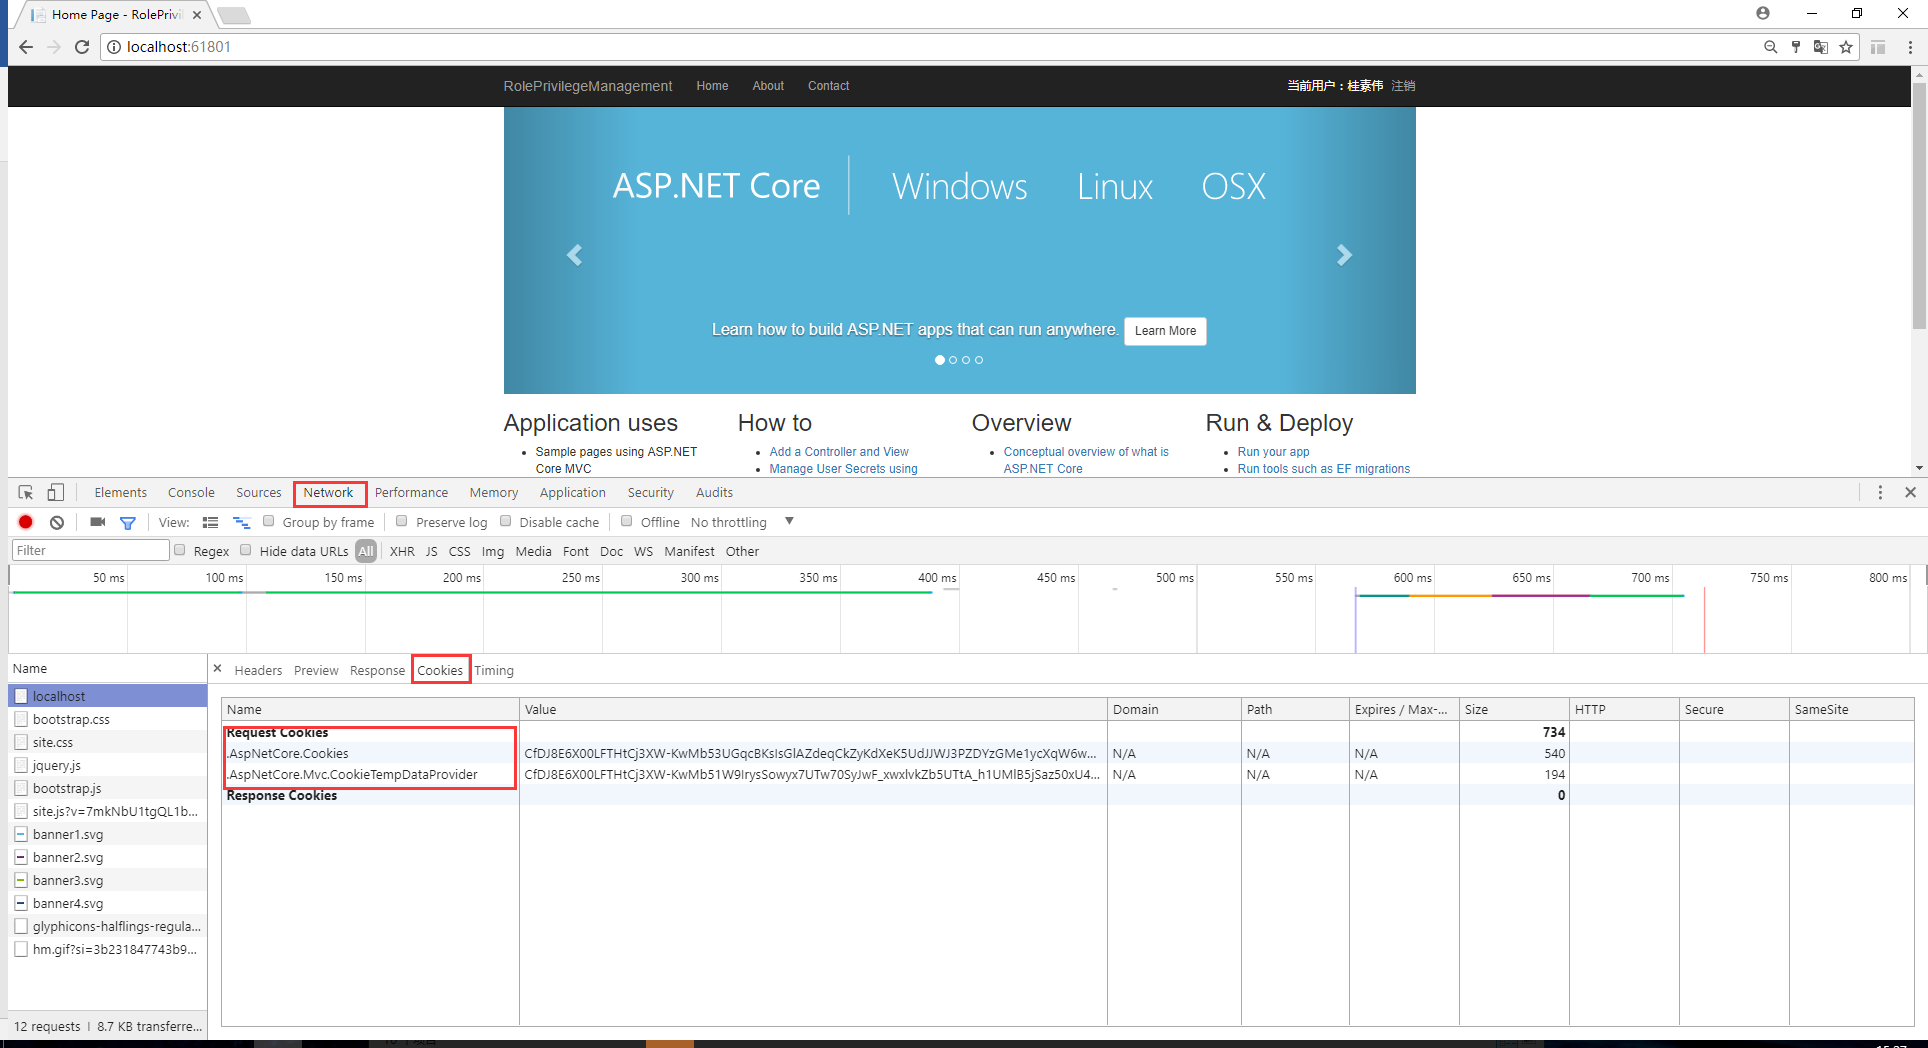 Home Page - RolePrivil
localhost:61801
RolePrivilegeManagement Home About Contact 当前用户：桂素伟 注销
ASP.NET Core Windows Linux OSX
Learn how to build ASP.NET apps that can run anywhere. Learn More
Application uses
Sample pages using ASP.NET
Core MVC
How to
Add a Controller and View
Manage User Secrets using
Overview
Conceptual overview of what is
ASP.NET Core
Run & Deploy
Run your app
Run tools such as EF migrations
Elements Console Sources Network Performance Memory Application Security Audits
View: Group by frame Preserve log Disable cache Offline No throttling
Filter Regex Hide data URLs All XHR JS CSS Img Media Font Doc WS Manifest Other
50 ms 100 ms 150 ms 200 ms 250 ms 300 ms 350 ms 400 ms 450 ms 500 ms 550 ms 600 ms 650 ms 700 ms 750 ms 800 ms
Name
localhost
bootstrap.css
site.css
jquery.js
bootstrap.js
site.js?v=7mkNbU1tgQL1b...
banner1.svg
banner2.svg
banner3.svg
banner4.svg
glyphicons-halflings-regula...
hm.gif?si=3b231847743b9...
12 requests | 8.7 KB transferre...
Headers Preview Response Cookies Timing
Name Value Domain Path Expires / Max-... Size HTTP Secure SameSite
Request Cookies 734
.AspNetCore.Cookies CfDJ8E6X00LFTHtCj3XW-KwMb53UGqcBKsIsGlAZdeqCkZyKdXeK5UdJJWJ3PZDYzGMe1ycXqW6w... N/A N/A N/A 540
.AspNetCore.Mvc.CookieTempDataProvider CfDJ8E6X00LFTHtCj3XW-KwMb51W9IrysSowyx7UTw70SyJwF_xwxlvkZb5UTtA_h1UMlB5jSaz50xU4... N/A N/A N/A 194
Response Cookies 0